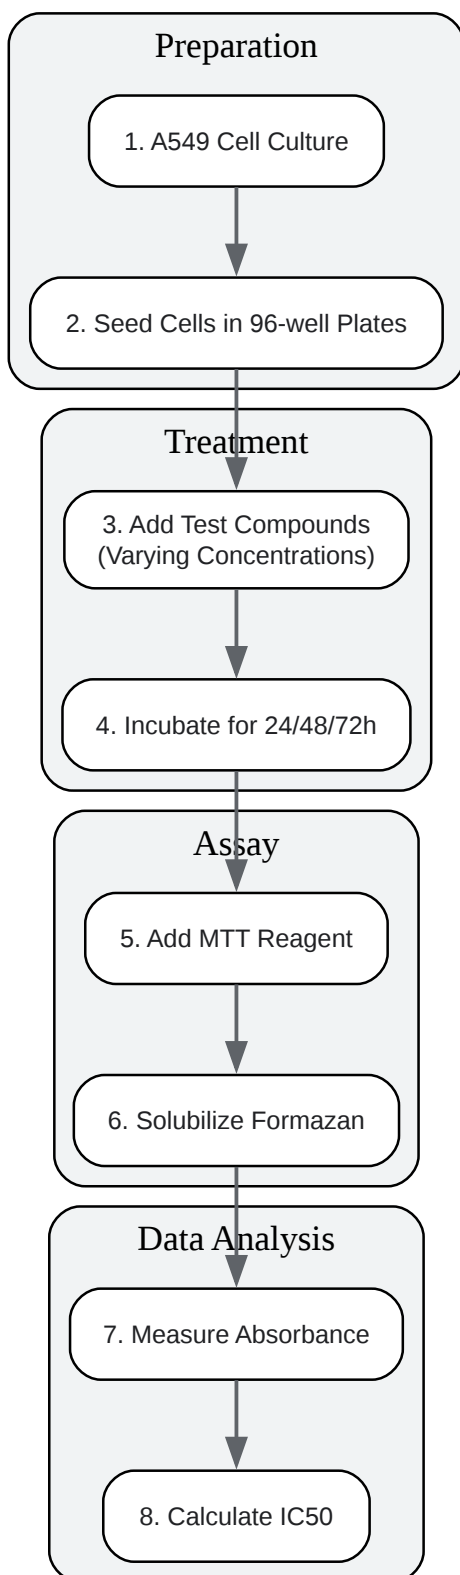 Preparation
1. A549 Cell Culture
2. Seed Cells in 96-well Plates
Treatment
3. Add Test Compounds
(Varying Concentrations)
4. Incubate for 24/48/72h
Assay
5. Add MTT Reagent
6. Solubilize Formazan
Data Analysis
7. Measure Absorbance
8. Calculate IC50